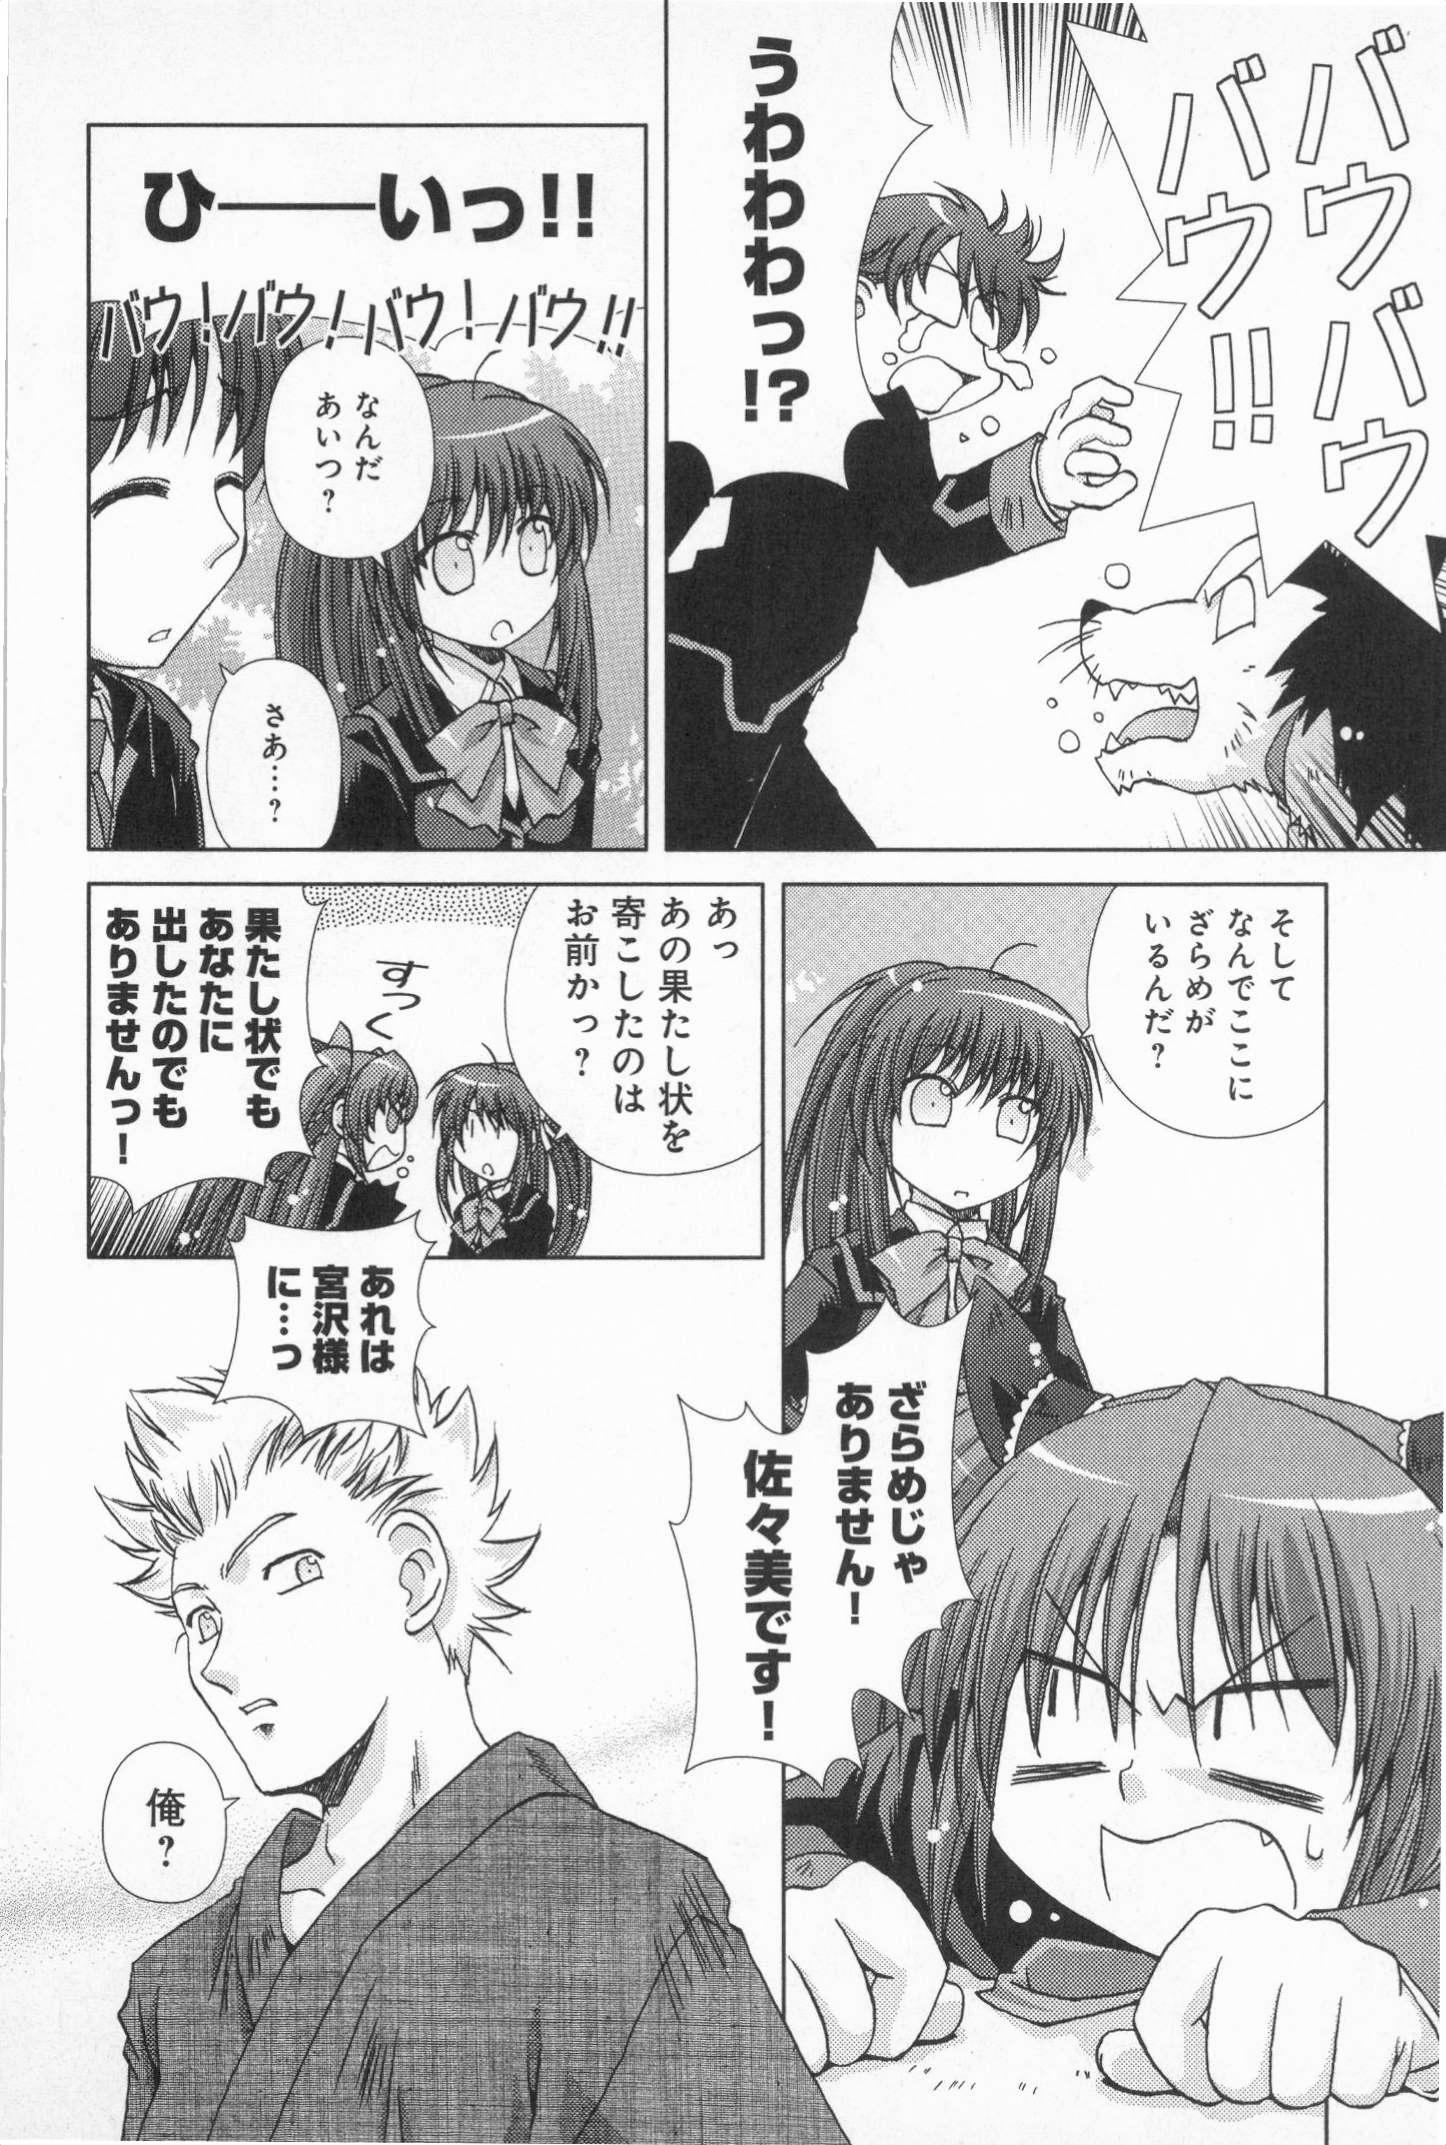 バウバウ
バウ!!
うわわわわっ!?
ひ――いっ!!
バウ!バウ!バウ!バウ!!
なんだ
あいつ?
さあ…?
そして
なんでここに
ざらめが
いるんだ?
ざらめじゃ
ありません!
佐々美です!
あっ
あの果たし状を
寄こしたのは
お前かっ?
すっく
果たし状でも
あなたに
出したのでも
ありませんっ!
あれは
宮沢様
に…っ
俺?